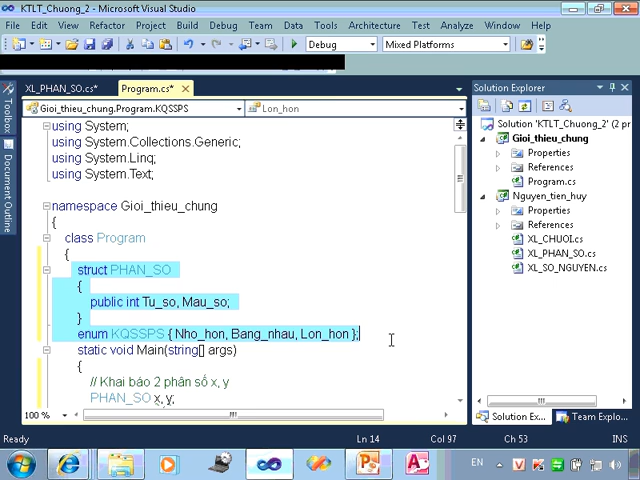 KTLT_Chuong_2 - Microsoft Visual Studio
File Edit View Refactor Project Build Debug Team Data Tools Architecture Test Analyze Window Help
Debug Mixed Platforms
XL_PHAN_SO.cs* Program.cs*
Gioi_thieu_chung.Program.KQSSPS Lon_hon
using System;
using System.Collections.Generic;
using System.Linq;
using System.Text;
namespace Gioi_thieu_chung
{
class Program
{
struct PHAN_SO
{
public int Tu_so, Mau_so;
}
enum KQSSPS { Nho_hon, Bang_nhau, Lon_hon };
static void Main(string[] args)
{
// Khai báo 2 phân số x, y
PHAN_SO x, y;
100 %
Toolbox
Document Outline
Solution Explorer
Solution 'KTLT_Chuong_2' (2 pr
Gioi_thieu_chung
Properties
References
Program.cs
Nguyen_tien_huy
Properties
References
XL_CHUOI.cs
XL_PHAN_SO.cs
XL_SO_NGUYEN.cs
Solution Ex... Team Explo...
Ready Ln 14 Col 97 Ch 53 INS
EN